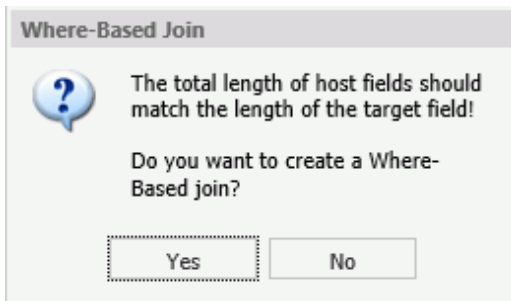 Where-Based Join
?
The total length of host fields should
match the length of the target field!
Do you want to create a Where-
Based join?
Yes
No